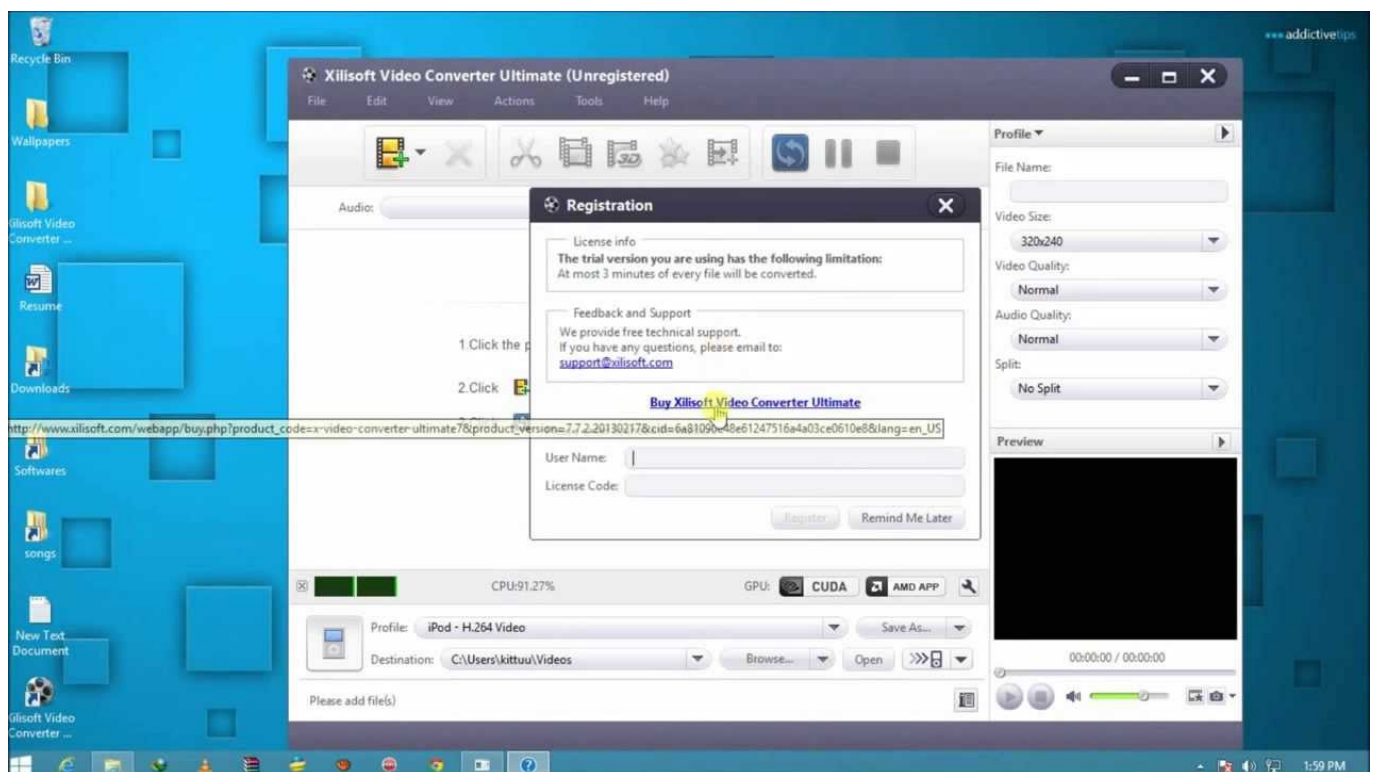 addictivetips
Recycle Bin
Wallpapers
Glisoft Video
Converter ...
Resume
Downloads
Softwares
songs
New Text
Document
Glisoft Video
Converter ...
Xilisoft Video Converter Ultimate (Unregistered)
File Edit View Actions Tools Help
3D
Audio:
1.Click the p
2.Click
Registration
License info
The trial version you are using has the following limitation:
At most 3 minutes of every file will be converted.
Feedback and Support
We provide free technical support.
If you have any questions, please email to:
support@xilisoft.com
Buy Xilisoft Video Converter Ultimate
User Name:
License Code:
Register Remind Me Later
Profile
File Name:
Video Size:
320x240
Video Quality:
Normal
Audio Quality:
Normal
Split:
No Split
Preview
00:00:00 / 00:00:00
CPU:91.27% GPU: CUDA AMD APP
Profile: iPod - H.264 Video Save As...
Destination: C:\Users\kittuu\Videos Browse... Open
Please add file(s)
1:59 PM